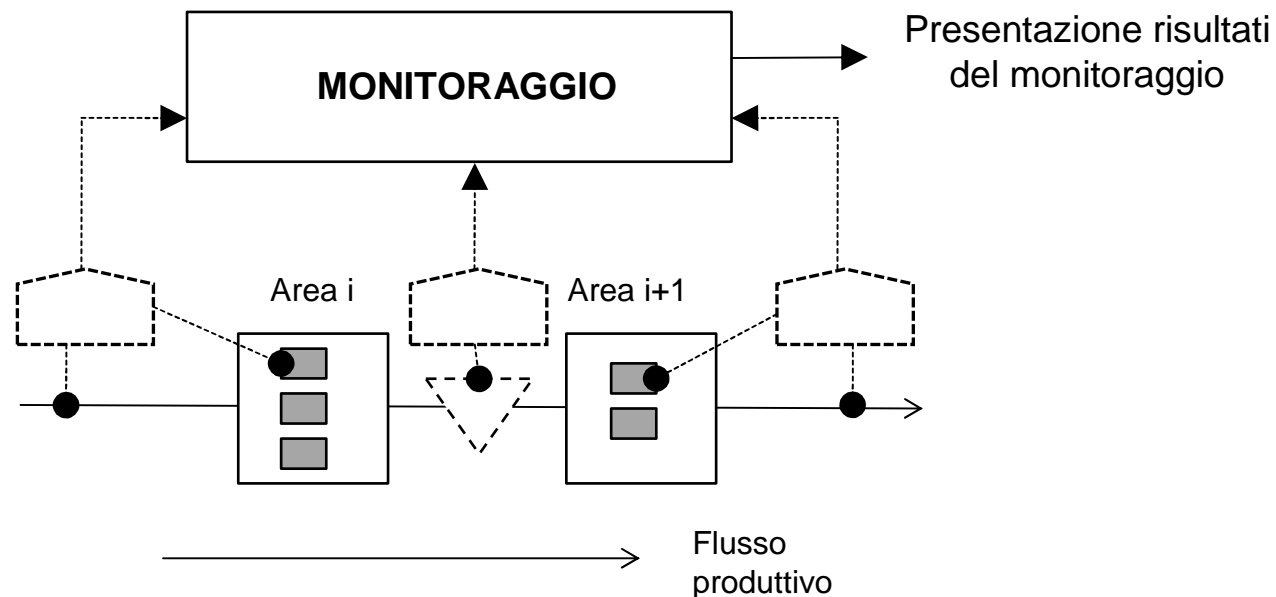 Presentazione risultati
del monitoraggio
MONITORAGGIO
Area i
Area i+1
Flusso
produttivo